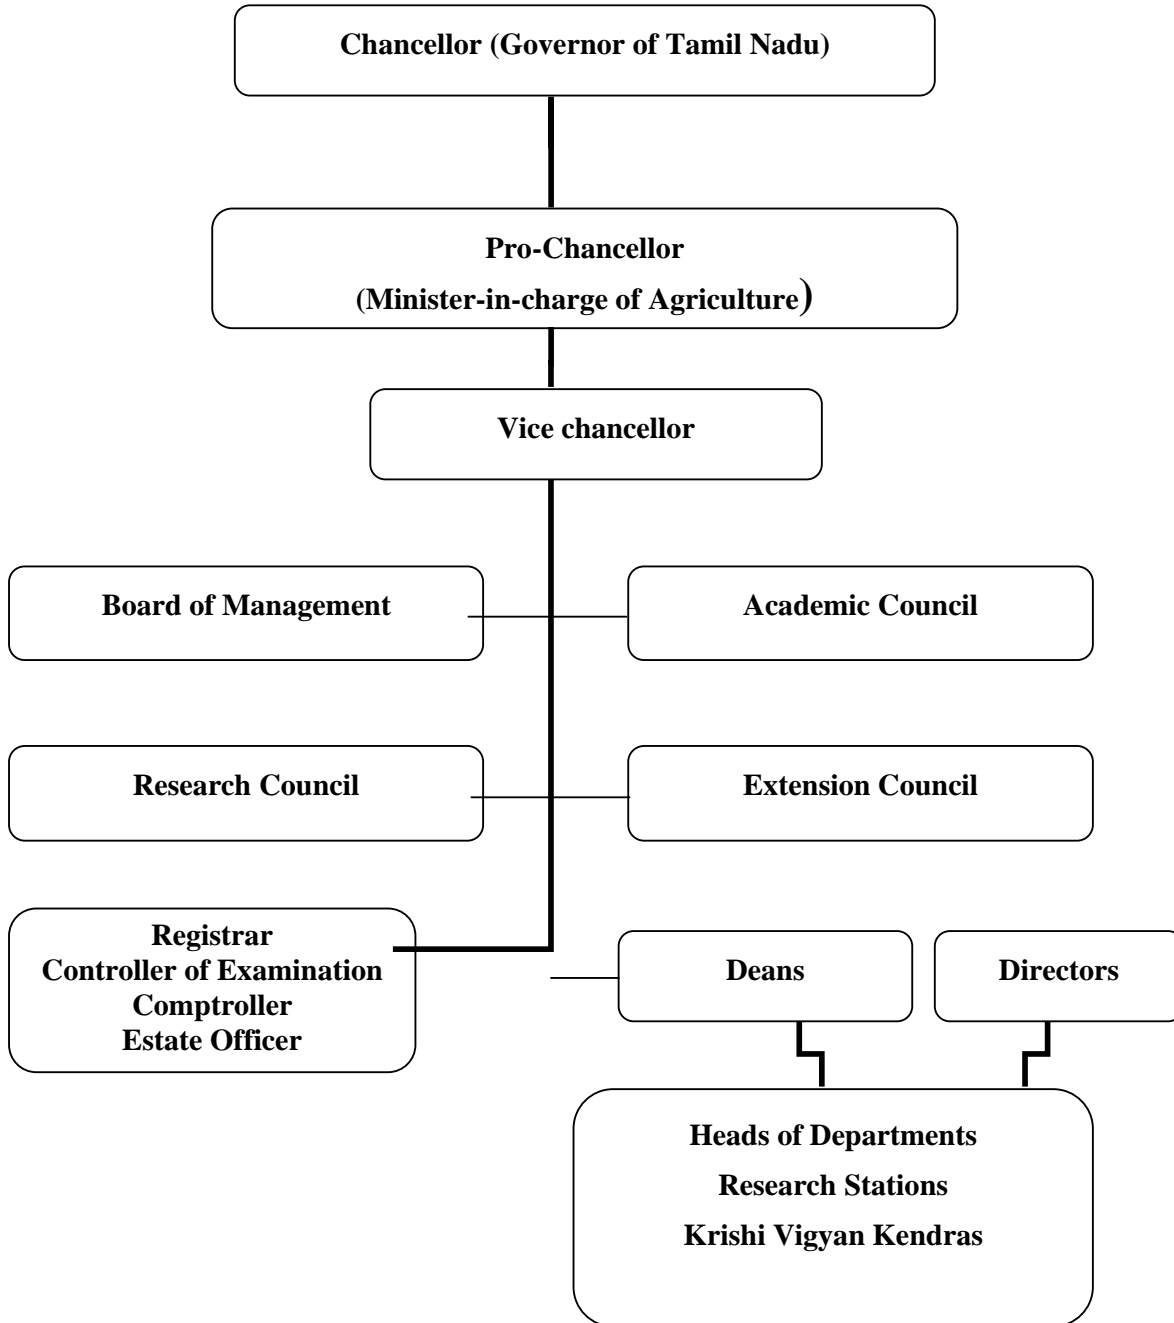 Chancellor (Governor of Tamil Nadu)
Pro-Chancellor
(Minister-in-charge of Agriculture)
Vice chancellor
Board of Management
Academic Council
Research Council
Extension Council
Registrar
Controller of Examination
Comptroller
Estate Officer
Deans
Directors
Heads of Departments
Research Stations
Krishi Vigyan Kendras